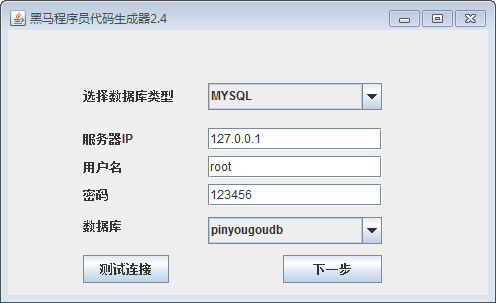 黑马程序员代码生成器2.4
选择数据库类型 MYSQL
服务器IP 127.0.0.1
用户名 root
密码 123456
数据库 pinyougoudb
测试连接 下一步